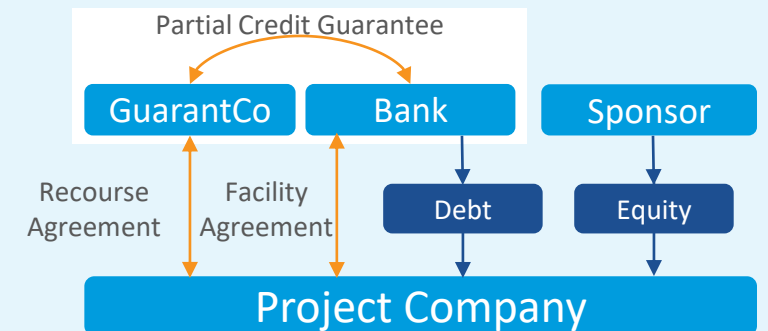 Partial Credit Guarantee
GuarantCo
Bank
Sponsor
Recourse
Agreement
Facility
Agreement
Debt
Equity
Project Company